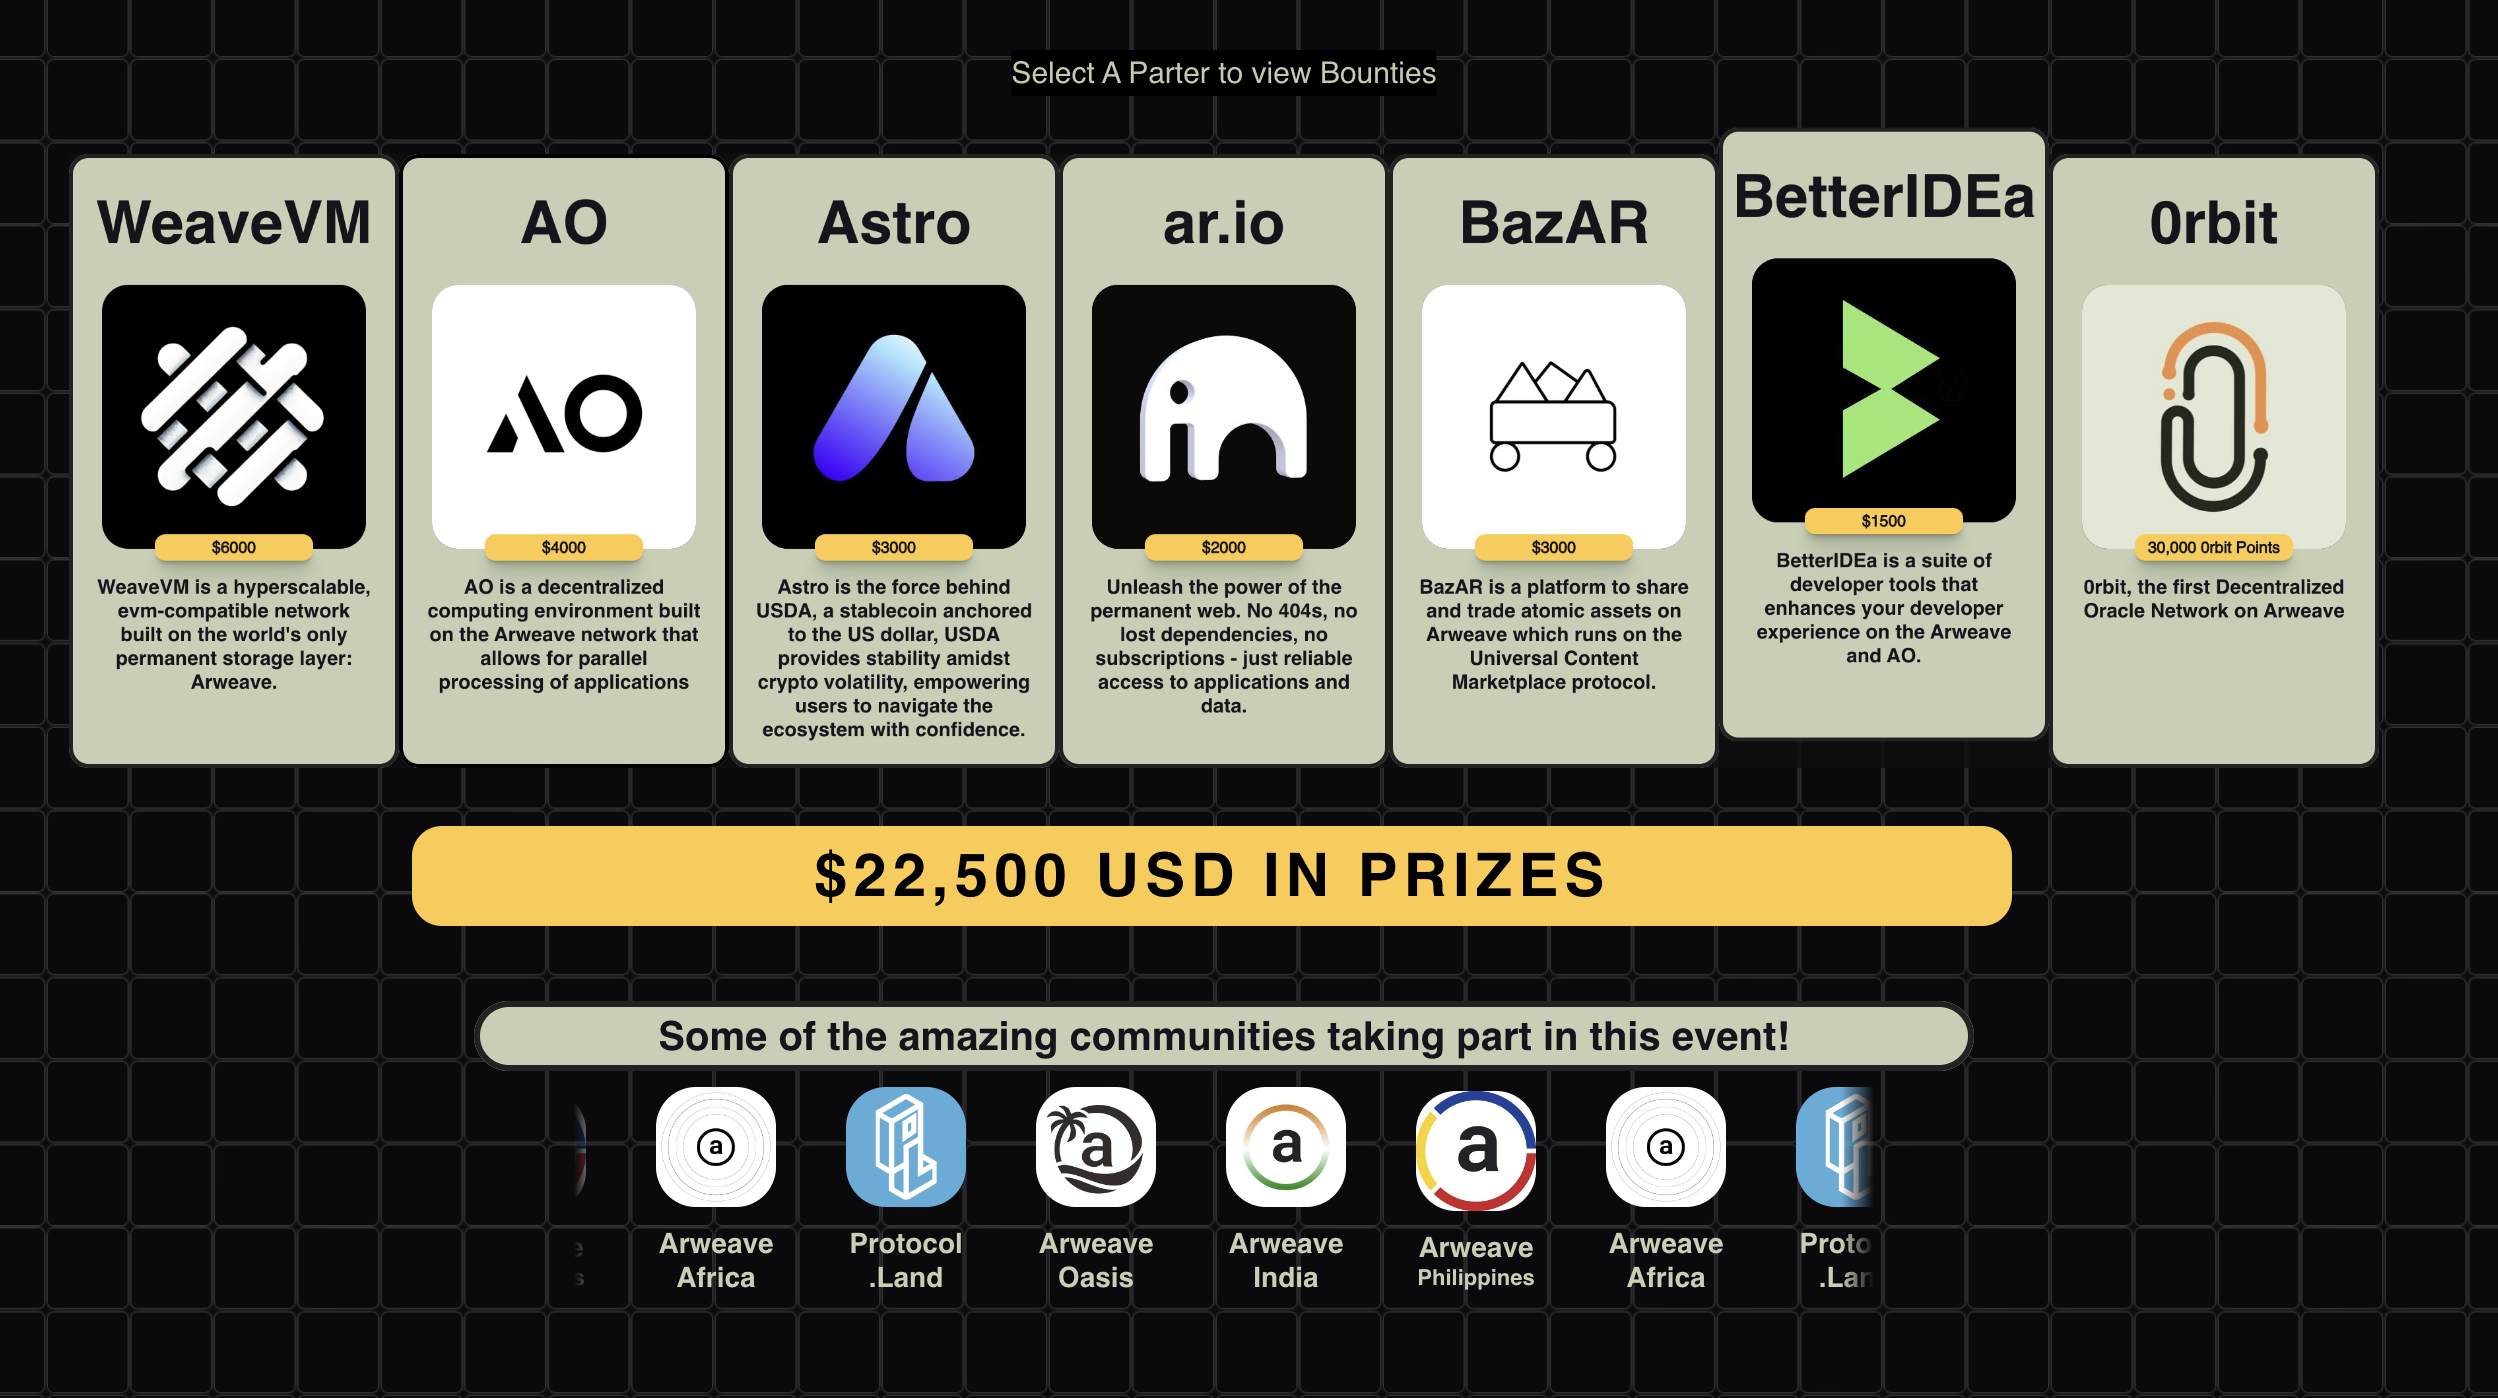 Select A Parter to view Bounties
WeaveVM
$6000
WeaveVM is a hyperscalable,
evm-compatible network
built on the world's only
permanent storage layer:
Arweave.
AO
AO
$4000
AO is a decentralized
computing environment built
on the Arweave network that
allows for parallel
processing of applications
Astro
$3000
Astro is the force behind
USDA, a stablecoin anchored
to the US dollar, USDA
provides stability amidst
crypto volatility, empowering
users to navigate the
ecosystem with confidence.
ar.io
$2000
Unleash the power of the
permanent web. No 404s, no
lost dependencies, no
subscriptions - just reliable
access to applications and
data.
BazAR
$3000
BazAR is a platform to share
and trade atomic assets on
Arweave which runs on the
Universal Content
Marketplace protocol.
BetterIDEa
$1500
BetterIDEa is a suite of
developer tools that
enhances your developer
experience on the Arweave
and AO.
0rbit
30,000 0rbit Points
0rbit, the first Decentralized
Oracle Network on Arweave
$22,500 USD IN PRIZES
Some of the amazing communities taking part in this event!
e
s
a
Arweave
Africa
Protocol
.Land
a
Arweave
Oasis
a
Arweave
India
a
Arweave
Philippines
a
Arweave
Africa
Proto
.Lan